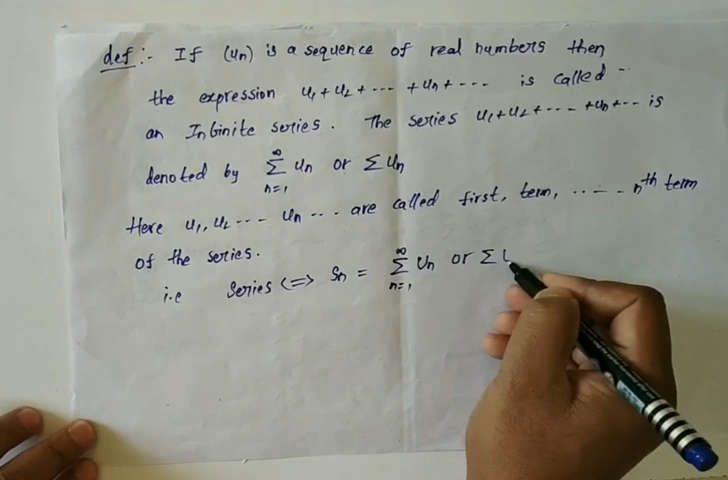 def:- If (Un) is a sequence of real numbers then
the expression U₁ + U₂ + ---- + Un + --- is called -
an Infinite series. The series U₁ + U₂ + --- + Un + -- is
denoted by ∞∑n=1 Un or ∑Un
Here U₁, U₂ --- Un --- are called first, term, ---- nth term
of the series.
i.e Series <=> Sn = ∞∑n=1 Un or ∑ U